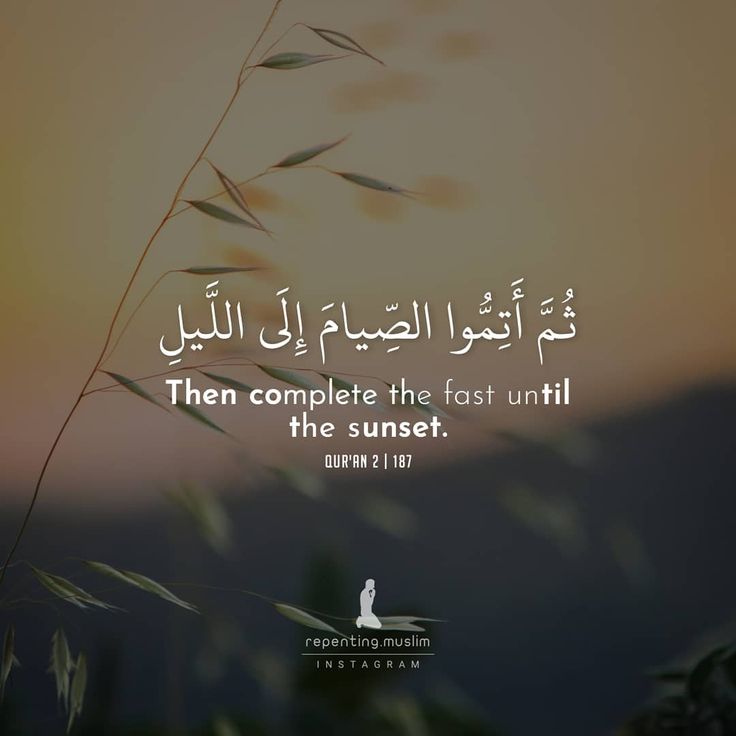 ثُمَّ أَتِمُّوا الصِّيامَ إِلَى اللَّيلِ
Then complete the fast until
the sunset.
QUR'AN 2 | 187
repenting.muslim
INSTAGRAM